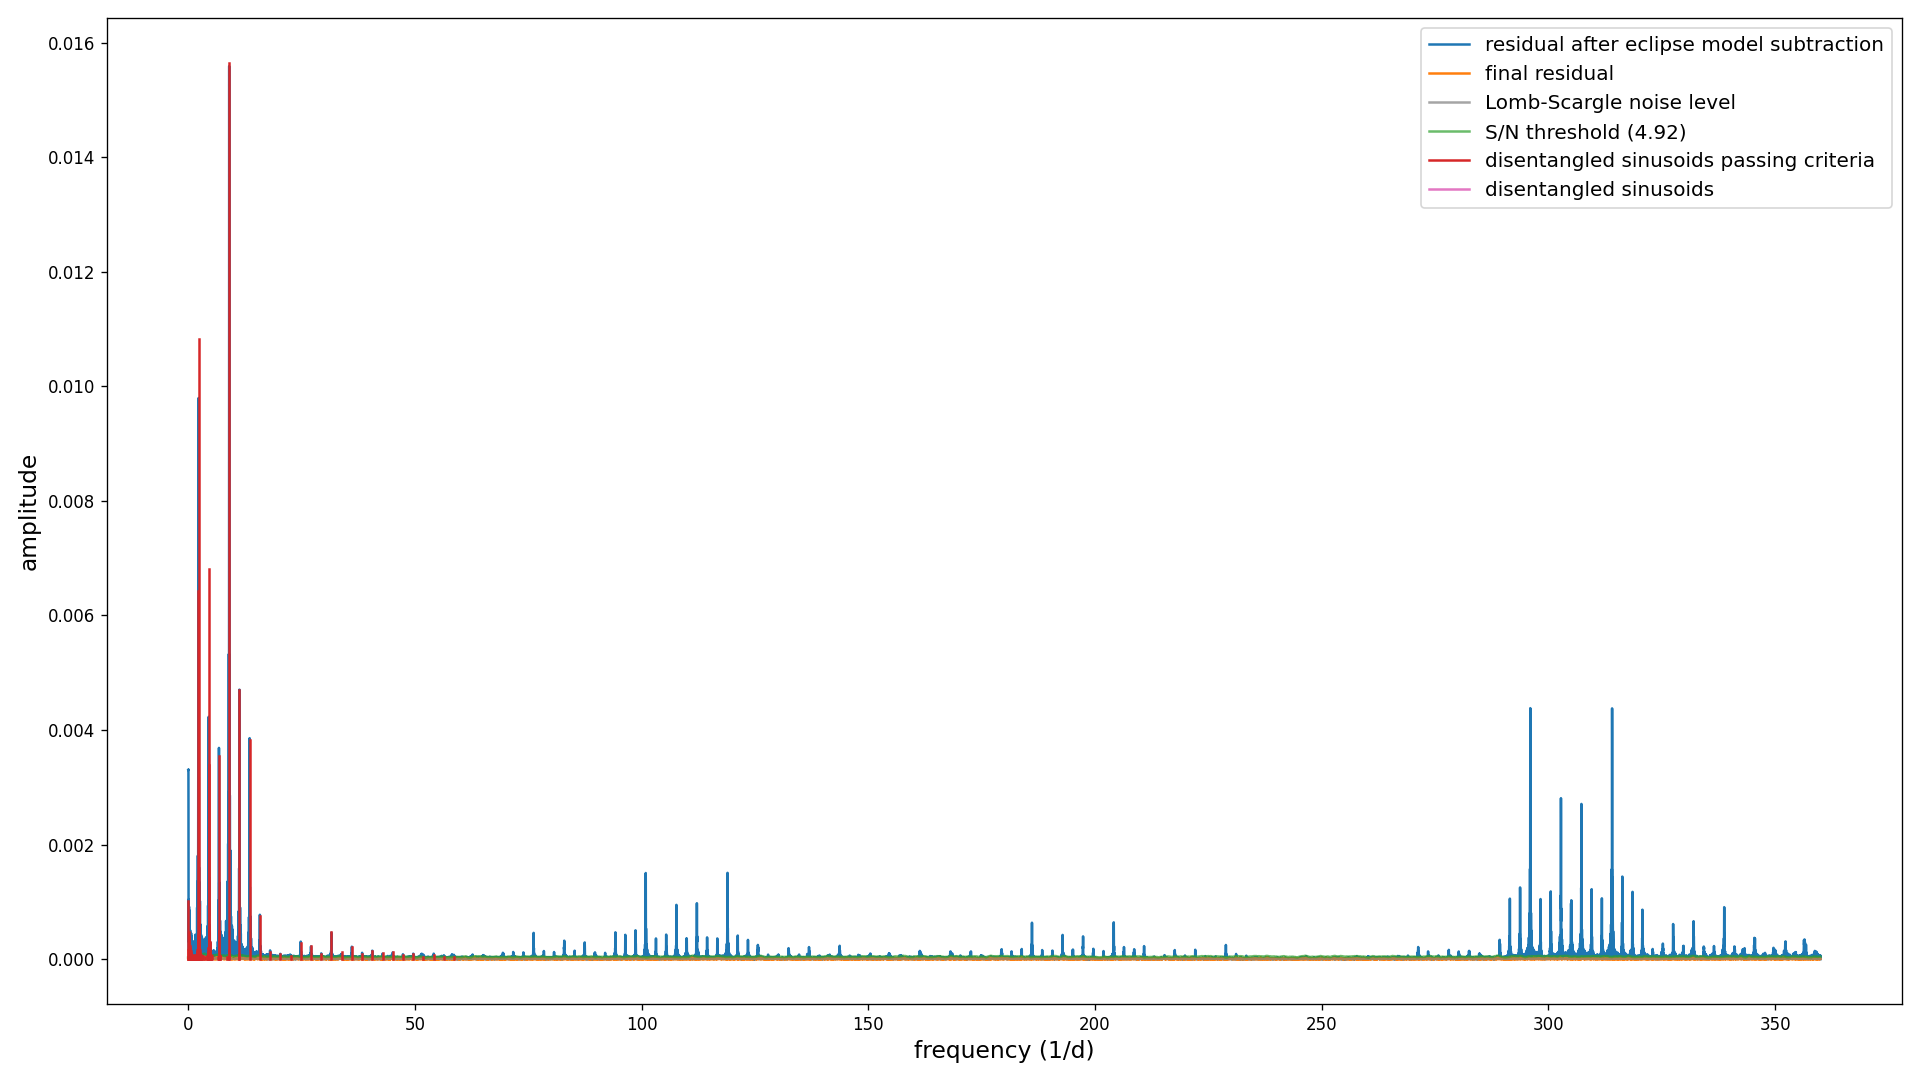 residual after eclipse model subtraction
final residual
Lomb-Scargle noise level
S/N threshold (4.92)
disentangled sinusoids passing criteria
disentangled sinusoids
0.016
0.014
0.012
0.010
0.008
0.006
0.004
0.002
0.000
amplitude
0 50 100 150 200 250 300 350
frequency (1/d)